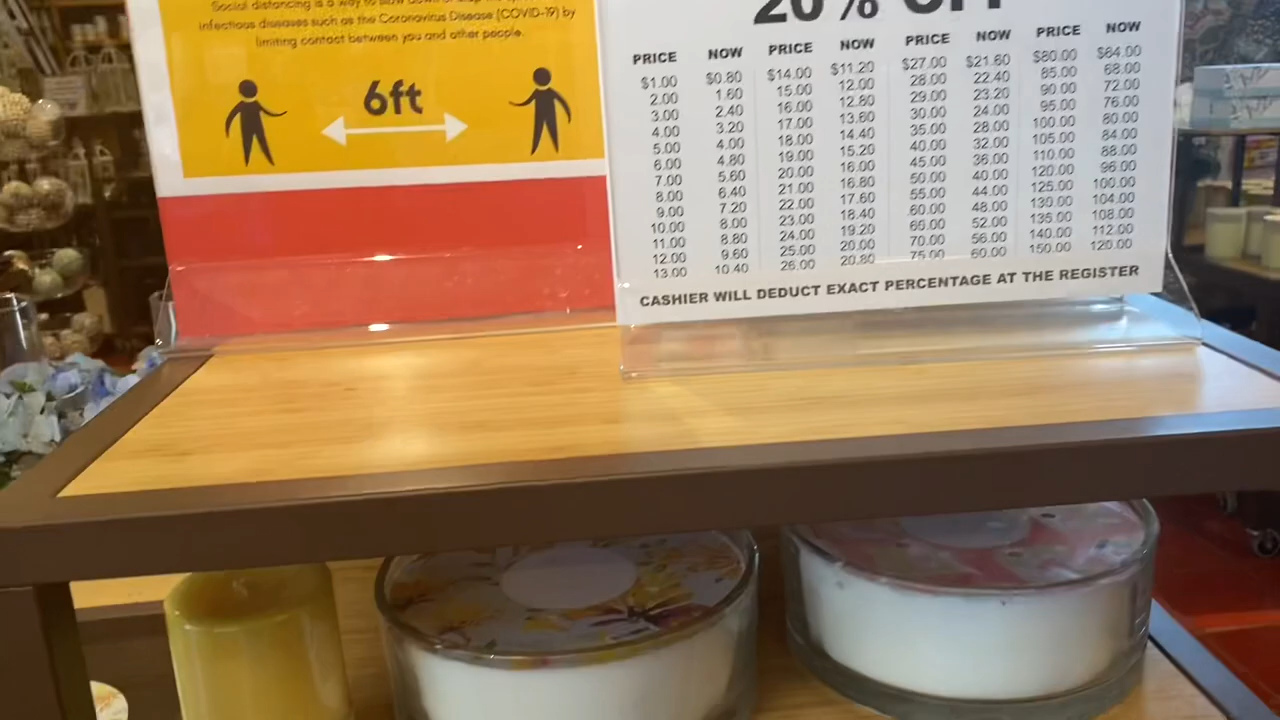 Social distancing is a way to slow down or stop the
infectious diseases such as the Coronavirus Disease (COVID-19) by
limiting contact between you and other people.
6ft
20% OFF
PRICE NOW PRICE NOW PRICE NOW PRICE NOW
$1.00 $0.80 $14.00 $11.20 $27.00 $21.60 $80.00 $64.00
2.00 1.60 15.00 12.00 28.00 22.40 85.00 68.00
3.00 2.40 16.00 12.80 29.00 23.20 90.00 72.00
4.00 3.20 17.00 13.60 30.00 24.00 95.00 76.00
5.00 4.00 18.00 14.40 35.00 28.00 100.00 80.00
6.00 4.80 19.00 15.20 40.00 32.00 105.00 84.00
7.00 5.60 20.00 16.00 45.00 36.00 110.00 88.00
8.00 6.40 21.00 16.80 50.00 40.00 120.00 96.00
9.00 7.20 22.00 17.60 55.00 44.00 125.00 100.00
10.00 8.00 23.00 18.40 60.00 48.00 130.00 104.00
11.00 8.80 24.00 19.20 65.00 52.00 135.00 108.00
12.00 9.60 25.00 20.00 70.00 56.00 140.00 112.00
13.00 10.40 26.00 20.80 75.00 60.00 150.00 120.00
CASHIER WILL DEDUCT EXACT PERCENTAGE AT THE REGISTER